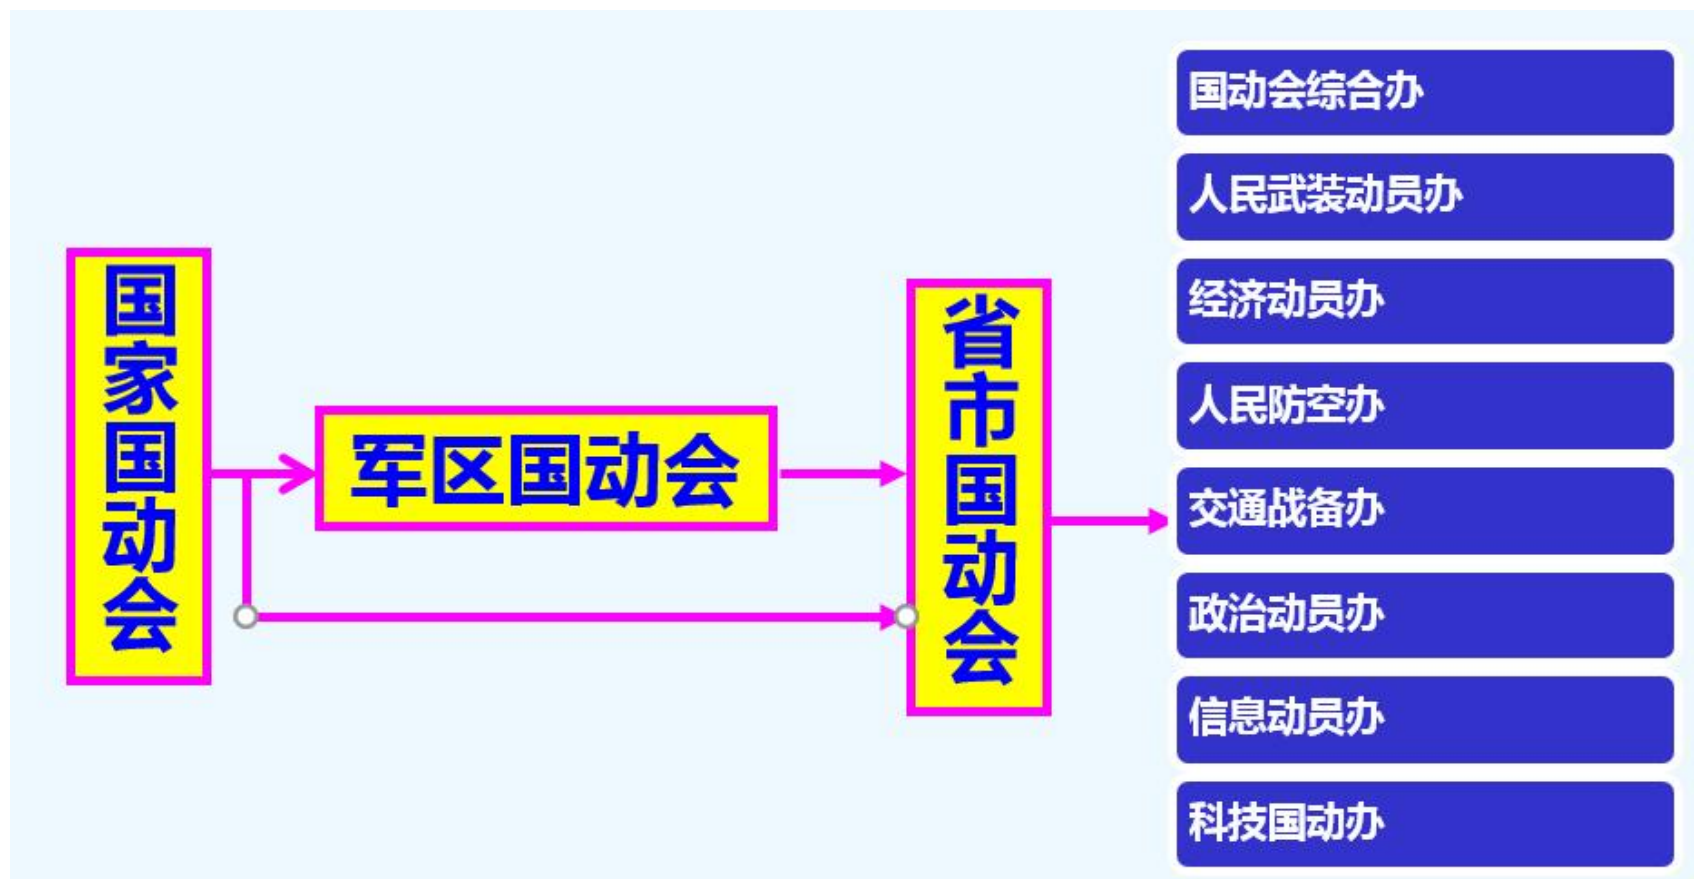 国家国动会
军区国动会
省市国动会
国动会综合办
人民武装动员办
经济动员办
人民防空办
交通战备办
政治动员办
信息动员办
科技国动办